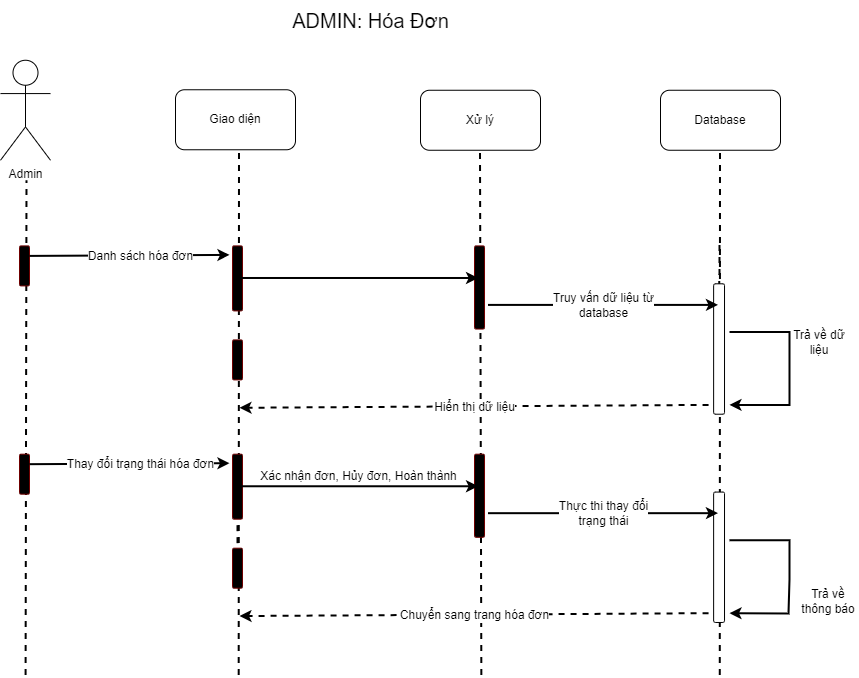 ADMIN: Hóa Đơn
Giao diện
Xử lý
Database
Admin
Danh sách hóa đơn
Truy vấn dữ liệu từ
database
Trả về dữ
liệu
Hiển thị dữ liệu
Thay đổi trạng thái hóa đơn
Xác nhận đơn, Hủy đơn, Hoàn thành
Thực thi thay đổi
trạng thái
Trả về
thông báo
Chuyển sang trang hóa đơn